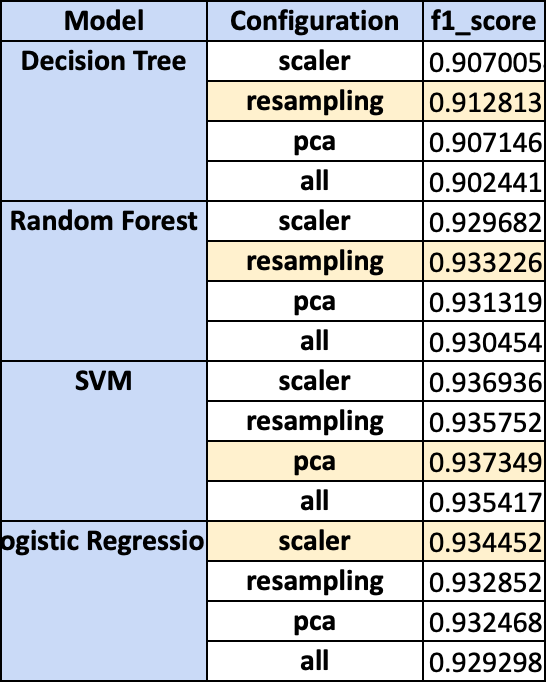 Model Configuration f1_score
Decision Tree scaler 0.907005
resampling 0.912813
pca 0.907146
all 0.902441
Random Forest scaler 0.929682
resampling 0.933226
pca 0.931319
all 0.930454
SVM scaler 0.936936
resampling 0.935752
pca 0.937349
all 0.935417
ogistic Regressio scaler 0.934452
resampling 0.932852
pca 0.932468
all 0.929298